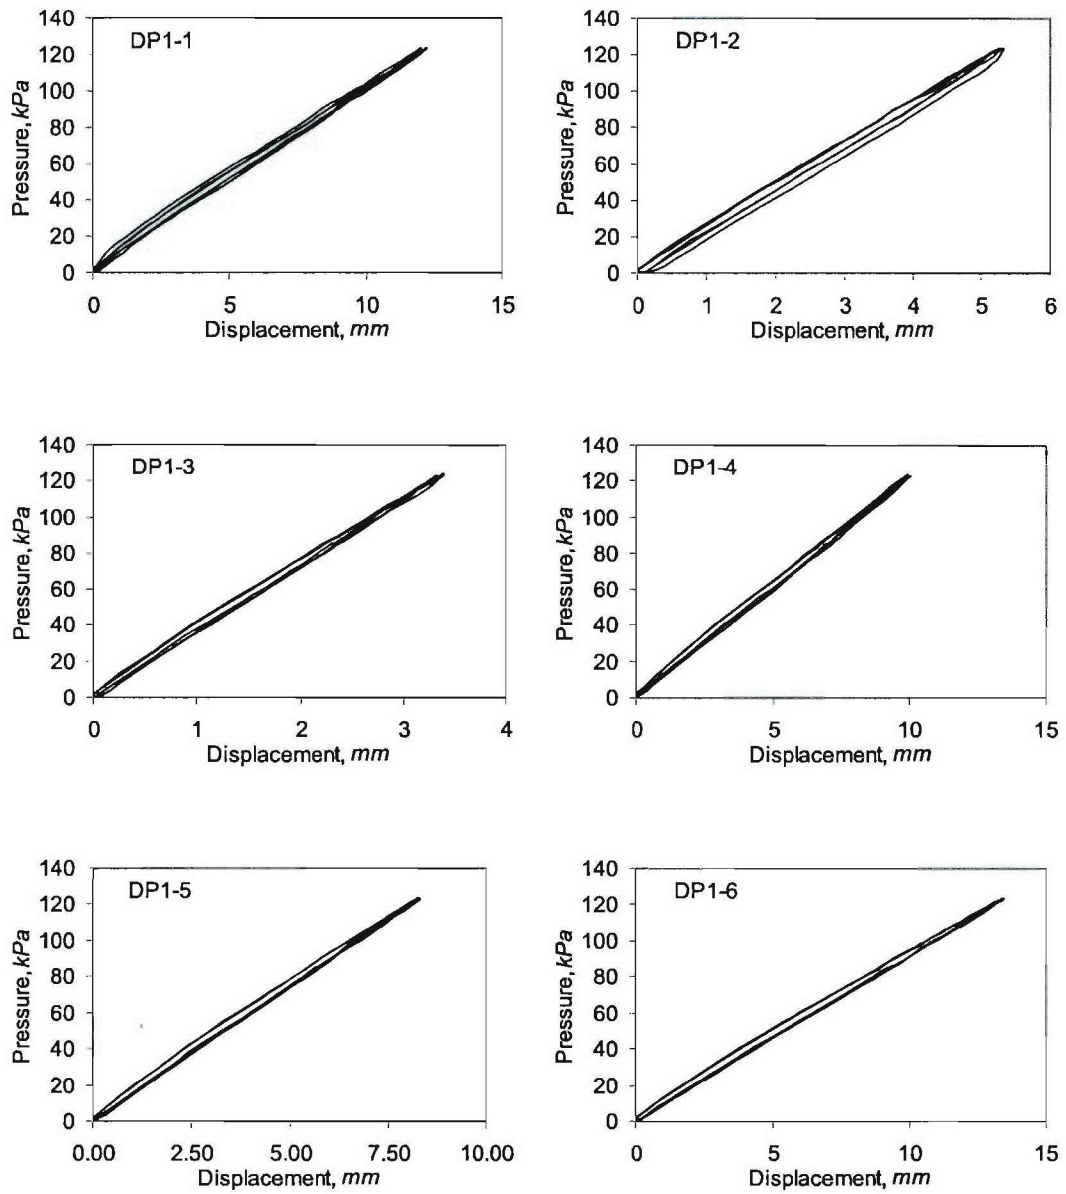 DP1-1
140
120
100
80
60
40
20
0
Pressure, kPa
0 5 10 15
Displacement, mm
DP1-2
140
120
100
80
60
40
20
0
Pressure, kPa
0 1 2 3 4 5 6
Displacement, mm
DP1-3
140
120
100
80
60
40
20
0
Pressure, kPa
0 1 2 3 4
Displacement, mm
DP1-4
140
120
100
80
60
40
20
0
Pressure, kPa
0 5 10 15
Displacement, mm
DP1-5
140
120
100
80
60
40
20
0
Pressure, kPa
0.00 2.50 5.00 7.50 10.00
Displacement, mm
DP1-6
140
120
100
80
60
40
20
0
Pressure, kPa
0 5 10 15
Displacement, mm